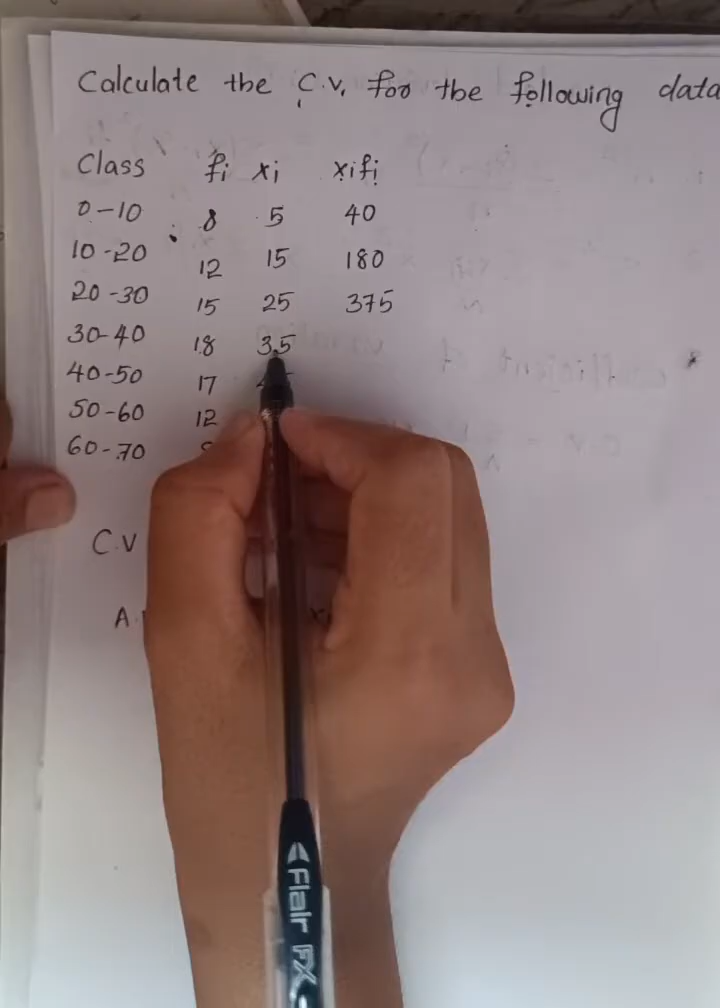 Calculate the C.V. for the following data
Class fi xi xifi
0-10 8 5 40
10-20 12 15 180
20-30 15 25 375
30-40 18 35
40-50 17
50-60 12
60-70
C.V
A.
Flair FX